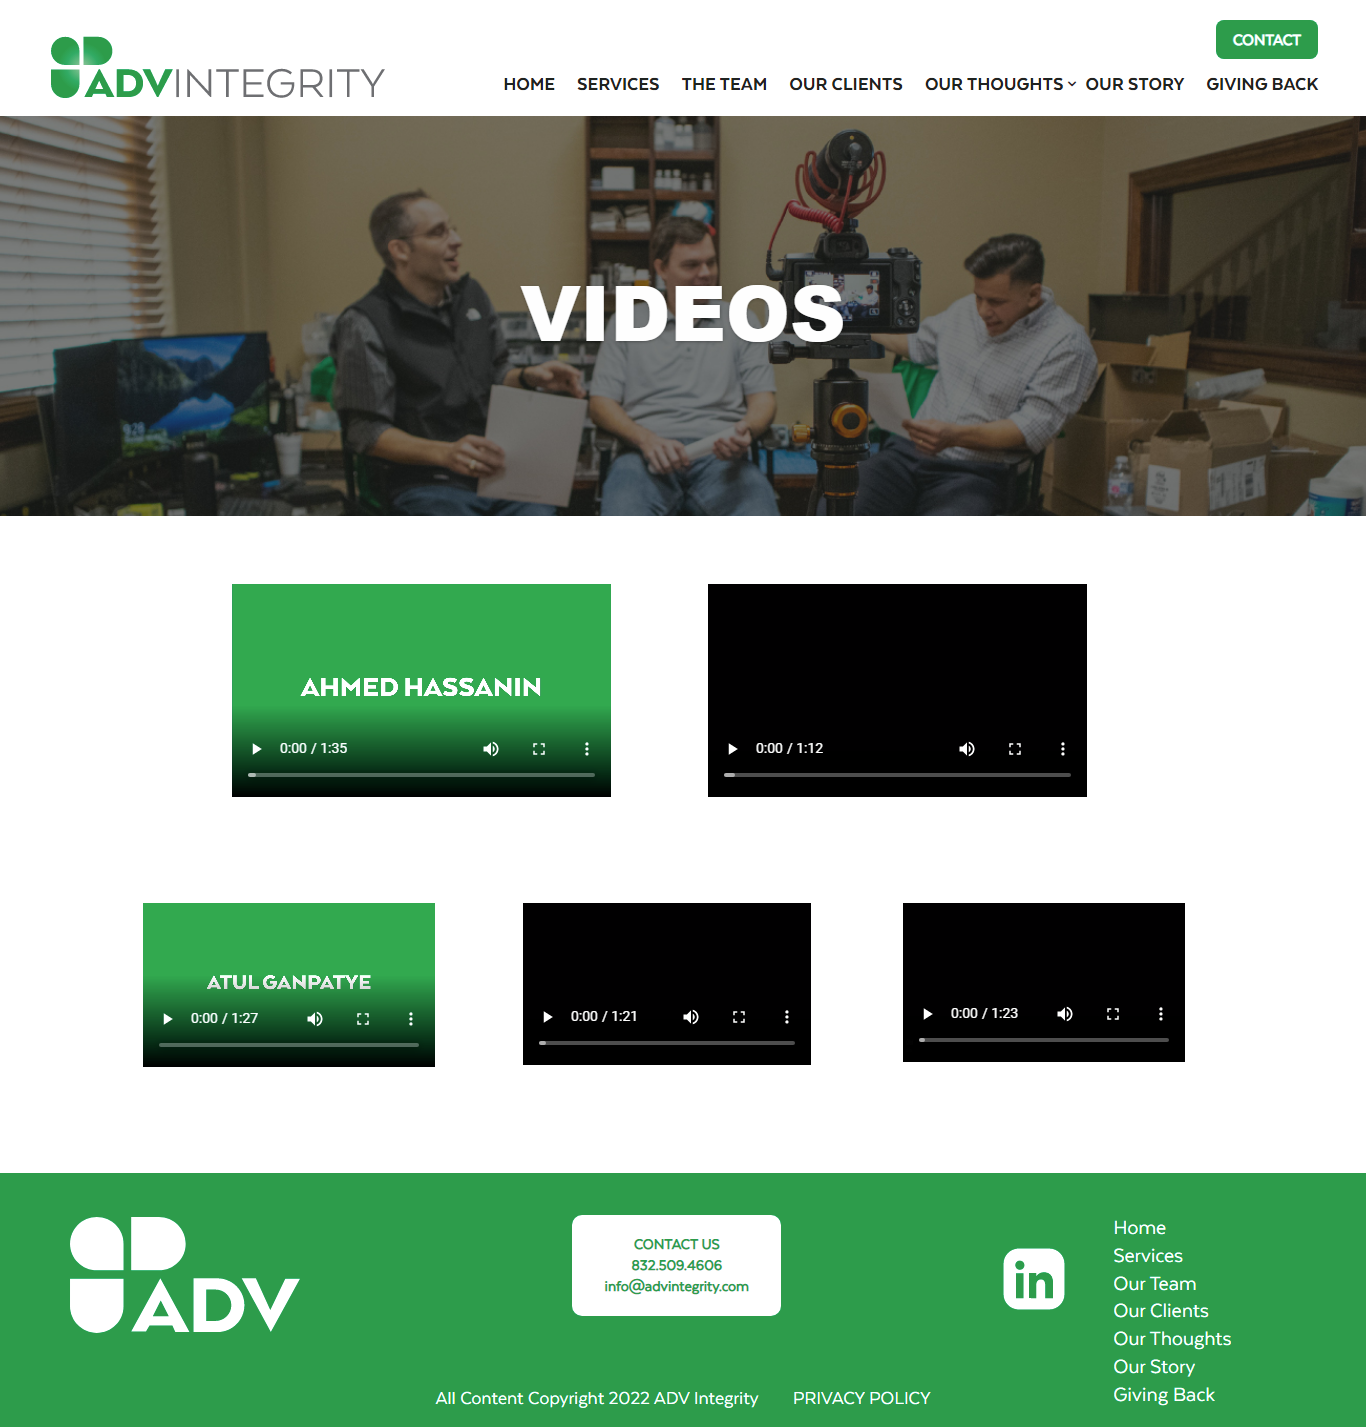 CONTACT
ADVINTEGRITY
HOME SERVICES THE TEAM OUR CLIENTS OUR THOUGHTS OUR STORY GIVING BACK
VIDEOS
AHMED HASSANIN
0:00 / 1:35
0:00 / 1:12
ATUL GANPATYE
0:00 / 1:27
0:00 / 1:21
0:00 / 1:23
ADV
CONTACT US
832.509.4606
info@advintegrity.com
in
Home
Services
Our Team
Our Clients
Our Thoughts
Our Story
Giving Back
All Content Copyright 2022 ADV Integrity PRIVACY POLICY